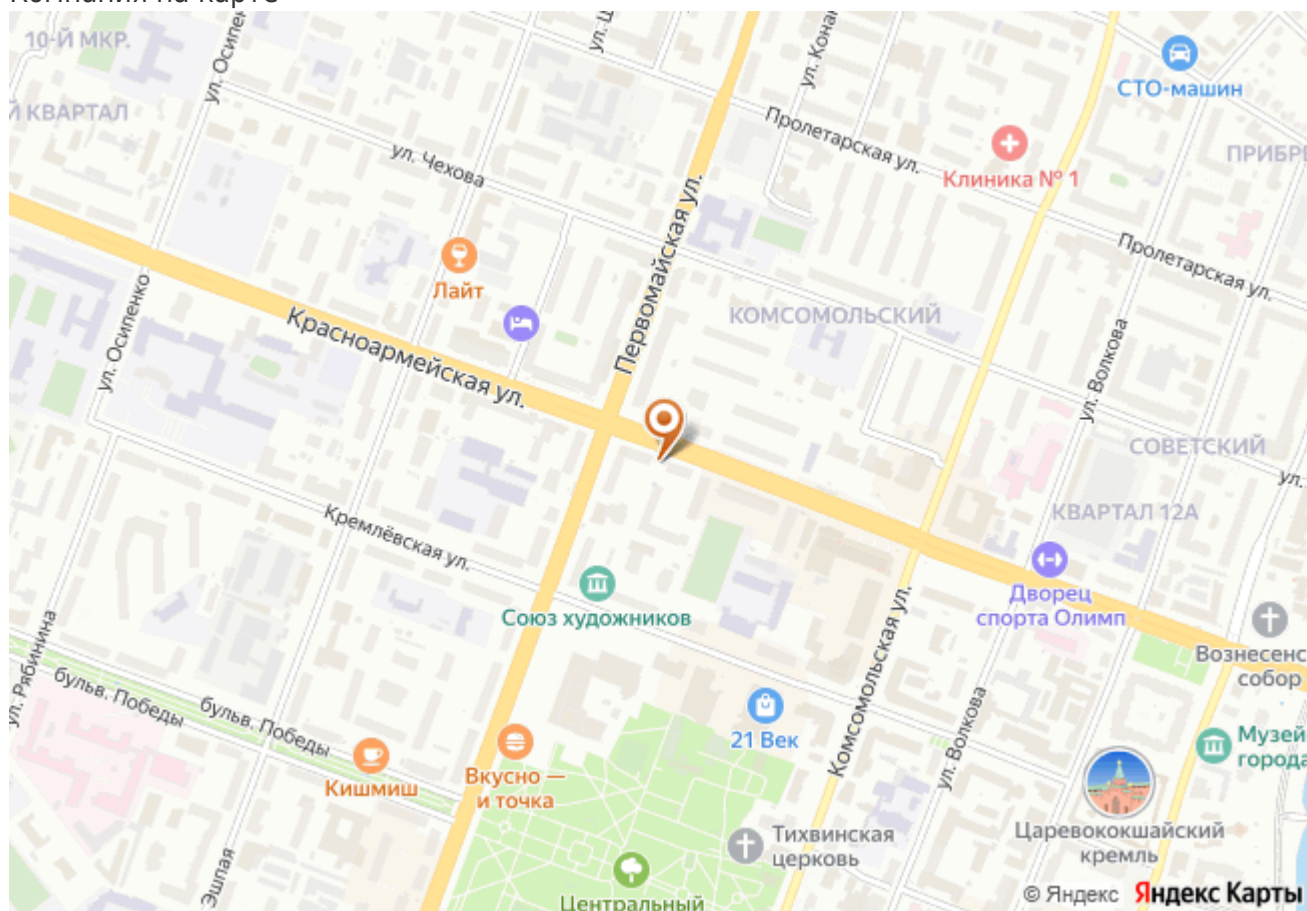 10-Й МКР.
ул. Осипенко
КВАРТАЛ
СТО-машин
Пролетарская ул.
Клиника № 1
ул. Чехова
Первомайская ул.
Пролетарская ул.
Лайт
КОМСОМОЛЬСКИЙ
ул. Осипенко
Красноармейская ул.
ул. Волкова
СОВЕТСКИЙ
ул.
КВАРТАЛ 12А
Кремлёвская ул.
Дворец
спорта Олимп
Союз художников
Комсомольская ул.
собор
ул. Рябинина
бульв. Победы
бульв. Победы
21 Век
ул. Волкова
Музей
города
Кишмиш
Вкусно —
и точка
Тихвинская
церковь
Царевококшайский
кремль
Эшпая
Центральный
© Яндекс Яндекс Карты